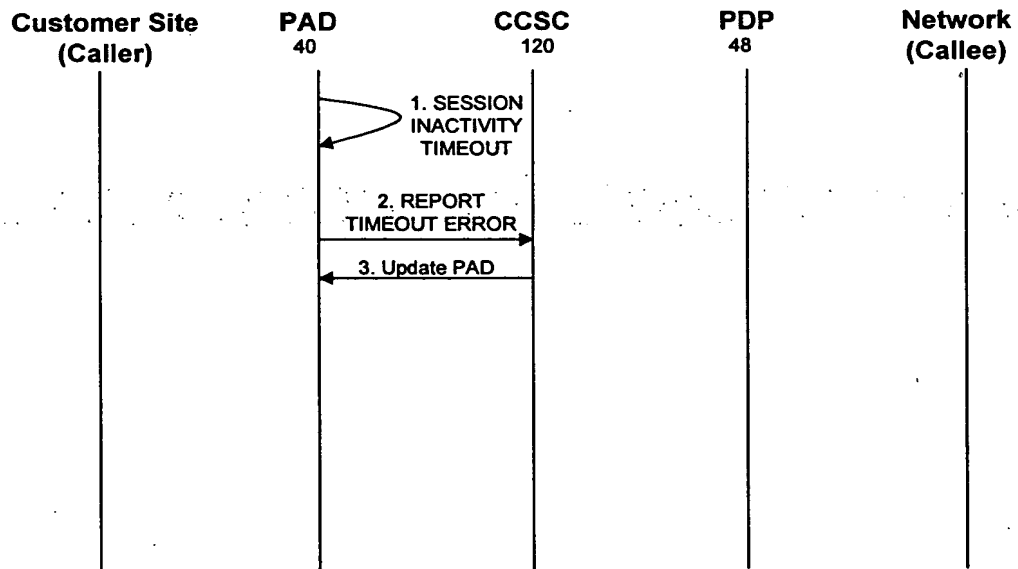 Customer Site
(Caller)
PAD
40
CCSC
120
PDP
48
Network
(Callee)
1. SESSION
INACTIVITY
TIMEOUT
2. REPORT
TIMEOUT ERROR
3. Update PAD